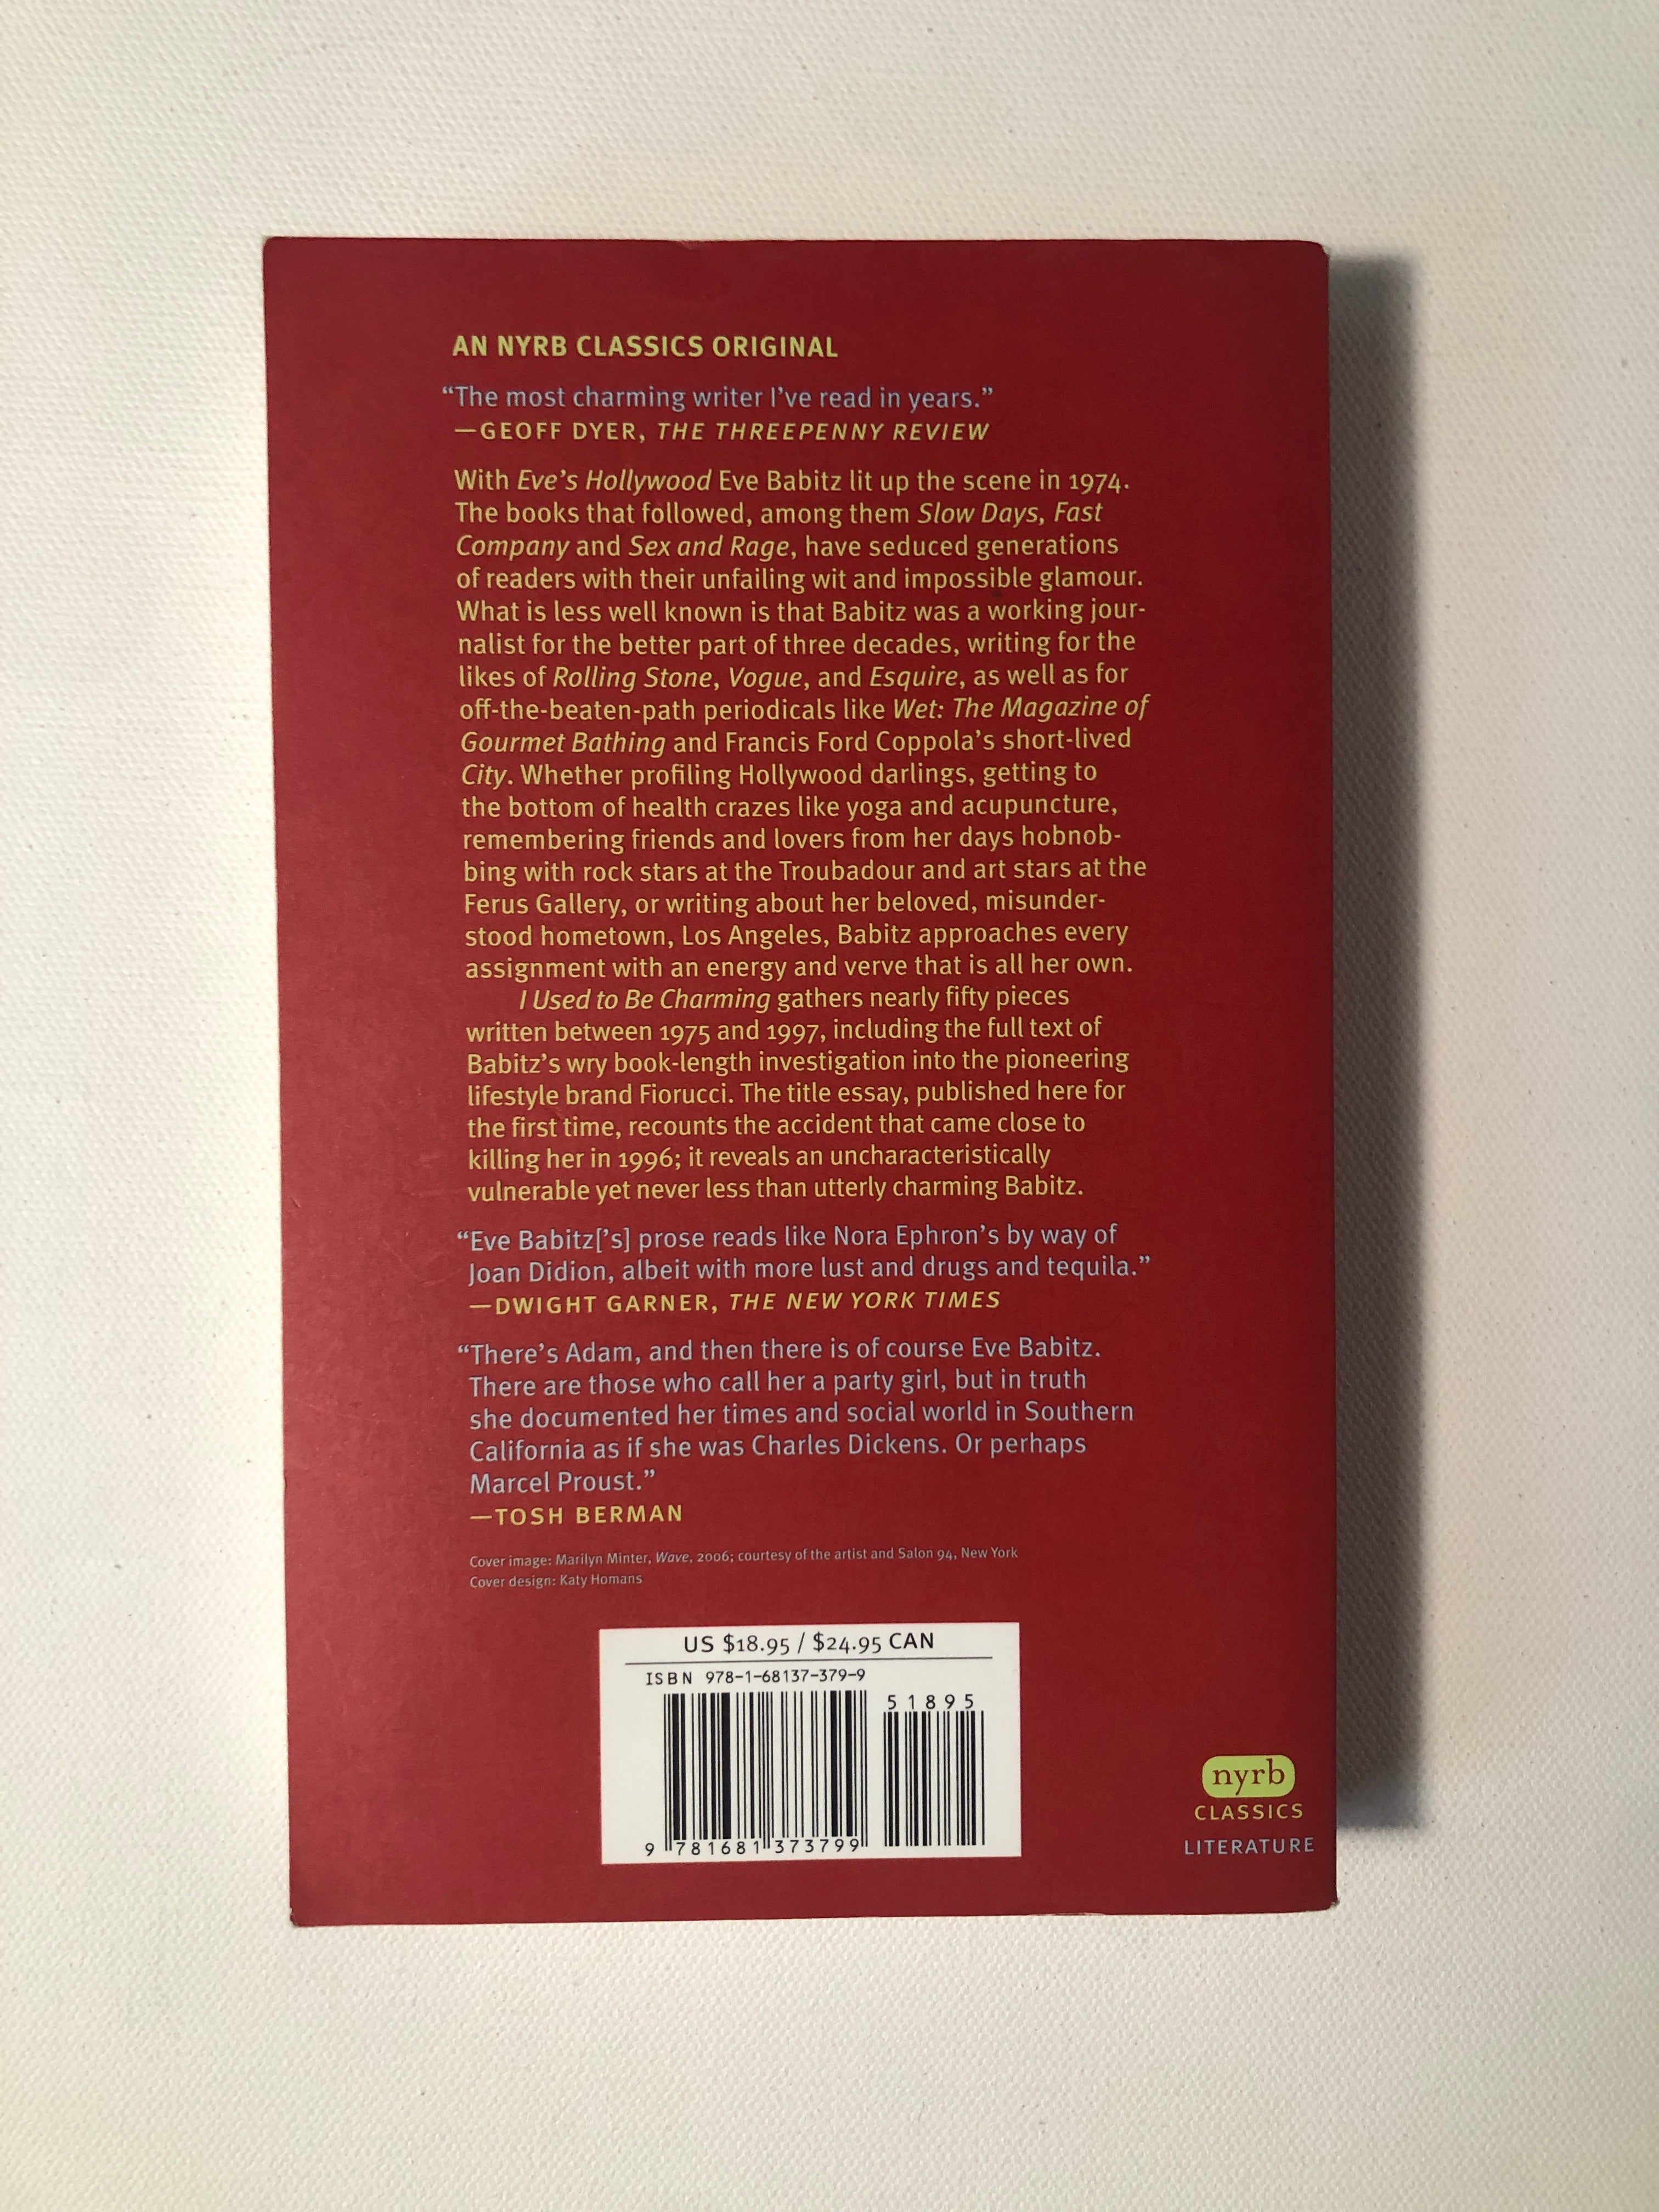 AN NYRB CLASSICS ORIGINAL
“The most charming writer I’ve read in years.”
—GEOFF DYER, THE THREEPENNY REVIEW
With Eve’s Hollywood Eve Babitz lit up the scene in 1974.
The books that followed, among them Slow Days, Fast
Company and Sex and Rage, have seduced generations
of readers with their unfailing wit and impossible glamour.
What is less well known is that Babitz was a working jour-
nalist for the better part of three decades, writing for the
likes of Rolling Stone, Vogue, and Esquire, as well as for
off-the-beaten-path periodicals like Wet: The Magazine of
Gourmet Bathing and Francis Ford Coppola’s short-lived
City. Whether profiling Hollywood darlings, getting to
the bottom of health crazes like yoga and acupuncture,
remembering friends and lovers from her days hobnob-
bing with rock stars at the Troubadour and art stars at the
Ferus Gallery, or writing about her beloved, misunder-
stood hometown, Los Angeles, Babitz approaches every
assignment with an energy and verve that is all her own.
I Used to Be Charming gathers nearly fifty pieces
written between 1975 and 1997, including the full text of
Babitz’s wry book-length investigation into the pioneering
lifestyle brand Fiorucci. The title essay, published here for
the first time, recounts the accident that came close to
killing her in 1996; it reveals an uncharacteristically
vulnerable yet never less than utterly charming Babitz.
“Eve Babitz[’s] prose reads like Nora Ephron’s by way of
Joan Didion, albeit with more lust and drugs and tequila.”
—DWIGHT GARNER, THE NEW YORK TIMES
“There’s Adam, and then there is of course Eve Babitz.
There are those who call her a party girl, but in truth
she documented her times and social world in Southern
California as if she was Charles Dickens. Or perhaps
Marcel Proust.”
—TOSH BERMAN
Cover image: Marilyn Minter, Wave, 2006; courtesy of the artist and Salon 94, New York
Cover design: Katy Homans
US $18.95 / $24.95 CAN
ISBN 978-1-68137-379-9
51895
9 781681 373799
nyrb
CLASSICS
LITERATURE